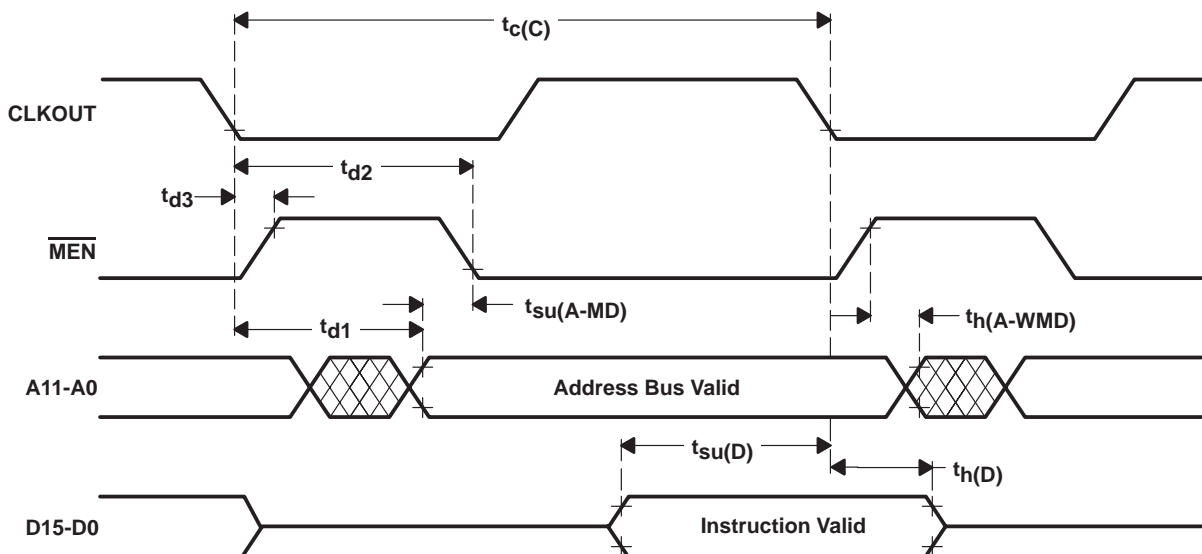 tc(C)
CLKOUT
td2
td3
MEN
tsu(A-MD)
td1
th(A-WMD)
A11-A0
Address Bus Valid
tsu(D)
th(D)
D15-D0
Instruction Valid